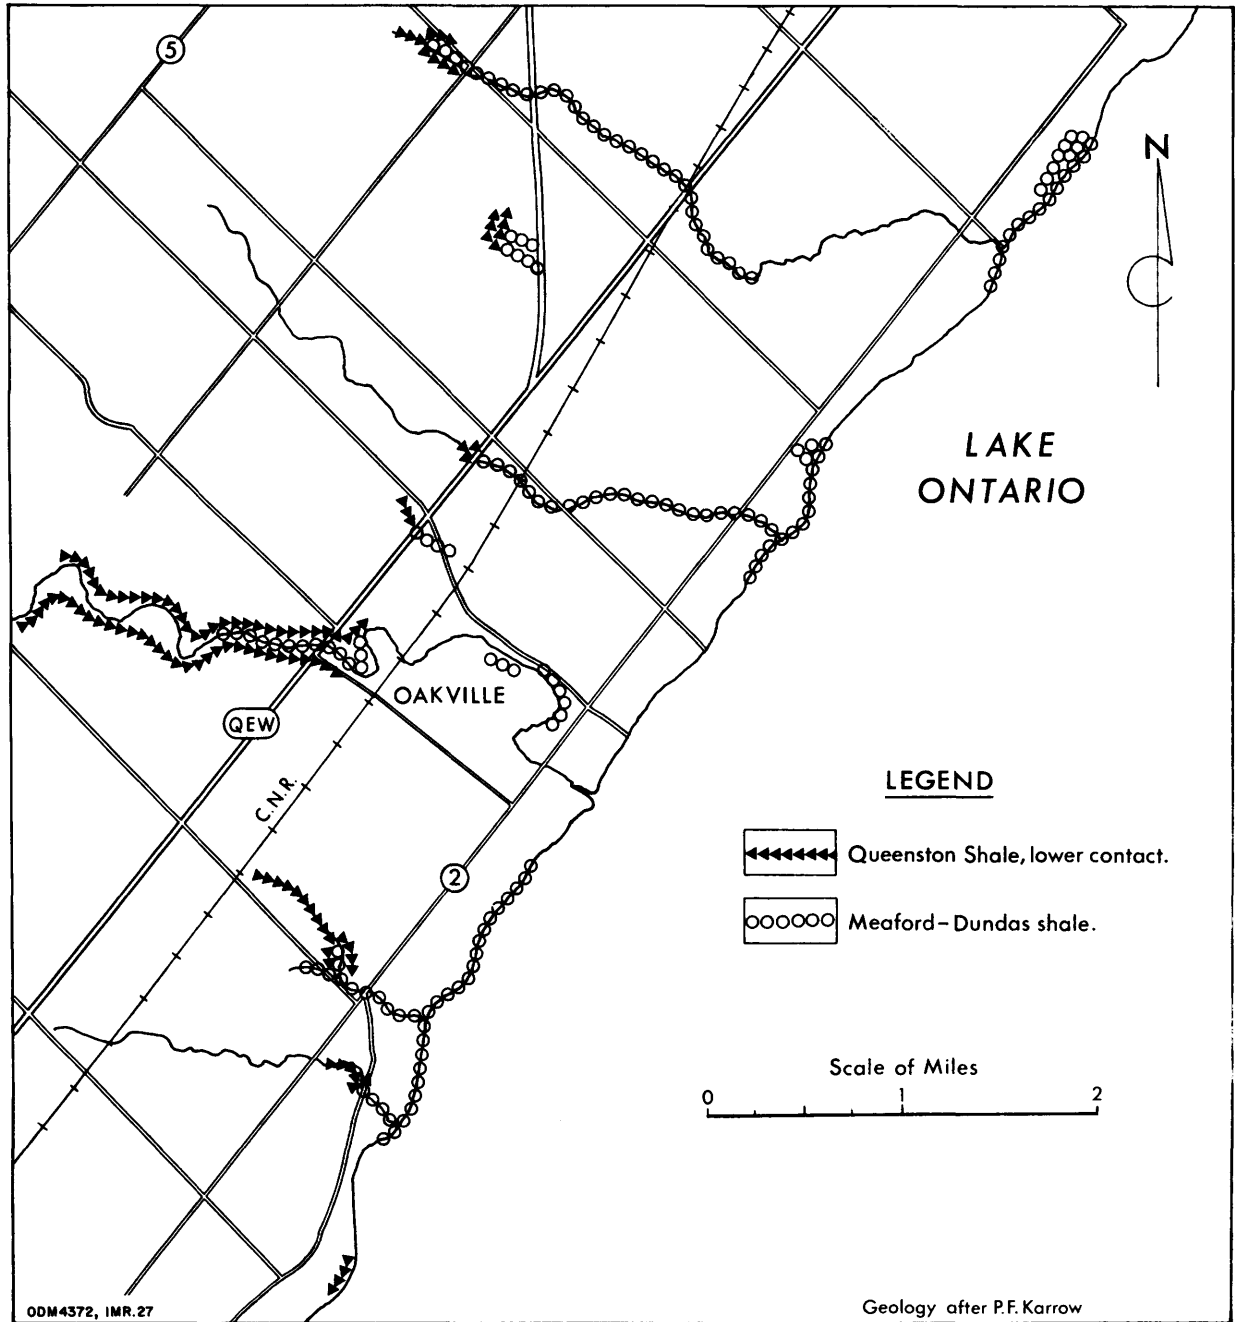 5
N
LAKE
ONTARIO
OAKVILLE
QEW
C.N.R.
2
LEGEND
Queenston Shale, lower contact.
Meaford-Dundas shale.
Scale of Miles
0 1 2
ODM4372, IMR.27
Geology after P.F. Karrow